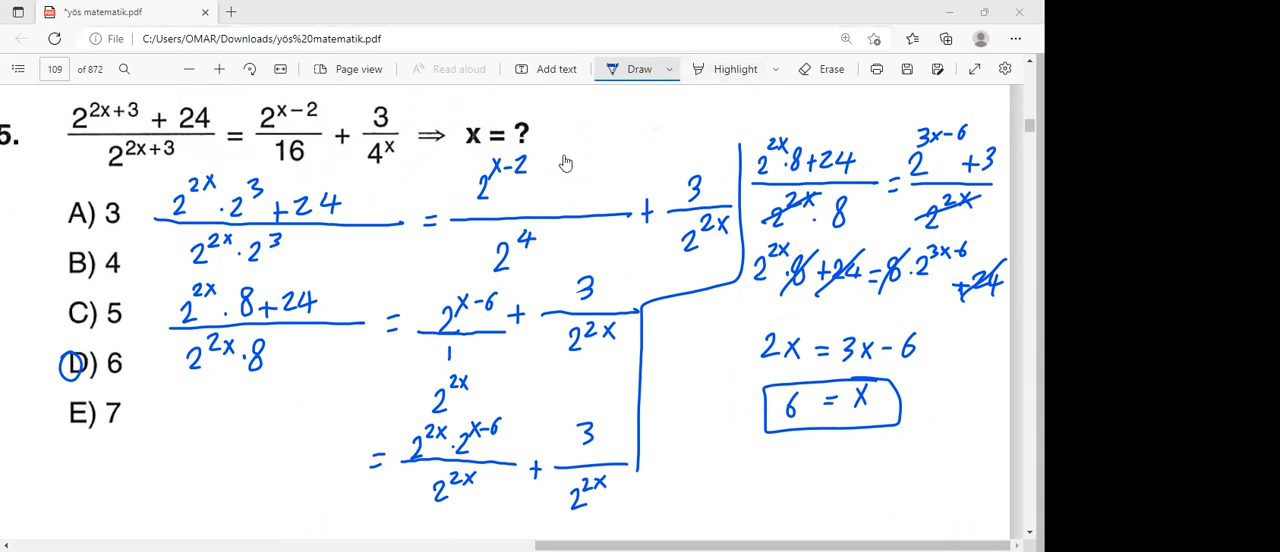 *yös matematik.pdf
File C:/Users/OMAR/Downloads/yös%20matematik.pdf
109 of 872 Page view Read aloud Add text Draw Highlight Erase
5. (2^(2x+3) + 24)/2^(2x+3) = 2^(x-2)/16 + 3/4^x ⇒ x = ?
A) 3
B) 4
C) 5
D) 6
E) 7
(2^(2x) · 2^3 + 24)/(2^(2x) · 2^3) = 2^(x-2)/2^4 + 3/2^(2x)
(2^(2x) · 8 + 24)/(2^(2x) · 8) = 2^(x-6)/1 + 3/2^(2x)
2^(2x)
= (2^(2x) · 2^(x-6))/2^(2x) + 3/2^(2x)
(2^(2x) · 8 + 24)/(2^(2x) · 8) = (2^(3x-6) + 3)/2^(2x)
2^(2x) · 8 + 24 = 8 · 2^(3x-6) + 24
2x = 3x - 6
6 = x